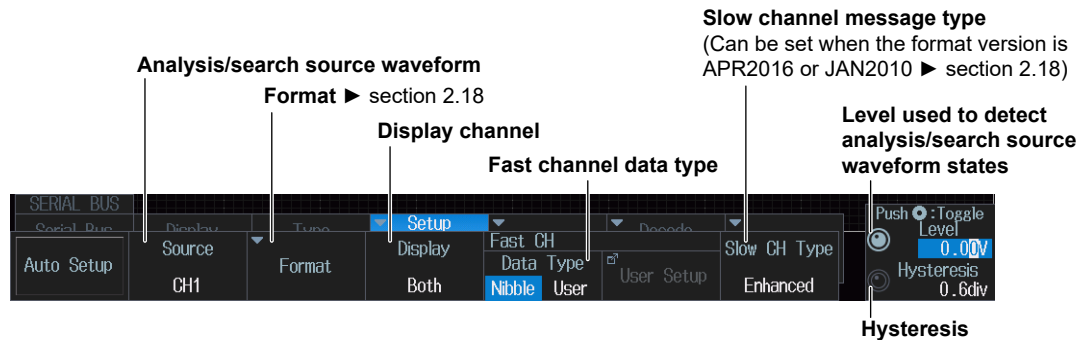 Slow channel message type
(Can be set when the format version is
APR2016 or JAN2010 ► section 2.18)
Analysis/search source waveform
Format ► section 2.18
Level used to detect
analysis/search source
waveform states
Display channel
Fast channel data type
SERIAL BUS
Serial Bus Display Type Setup Decode
Push :Toggle
Level
0.00V
Hysteresis
0.6div
Auto Setup
Source
CH1
Format
Display
Both
Fast CH
Data Type
Nibble User
User Setup
Slow CH Type
Enhanced
Hysteresis